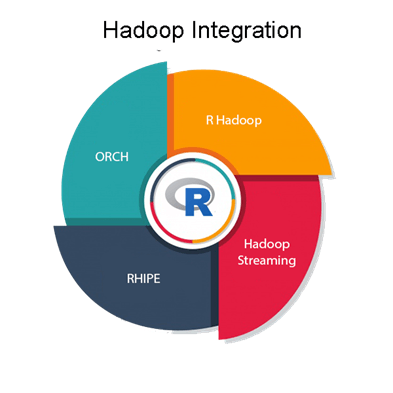 Hadoop Integration
R Hadoop
ORCH
R
Hadoop
Streaming
RHIPE